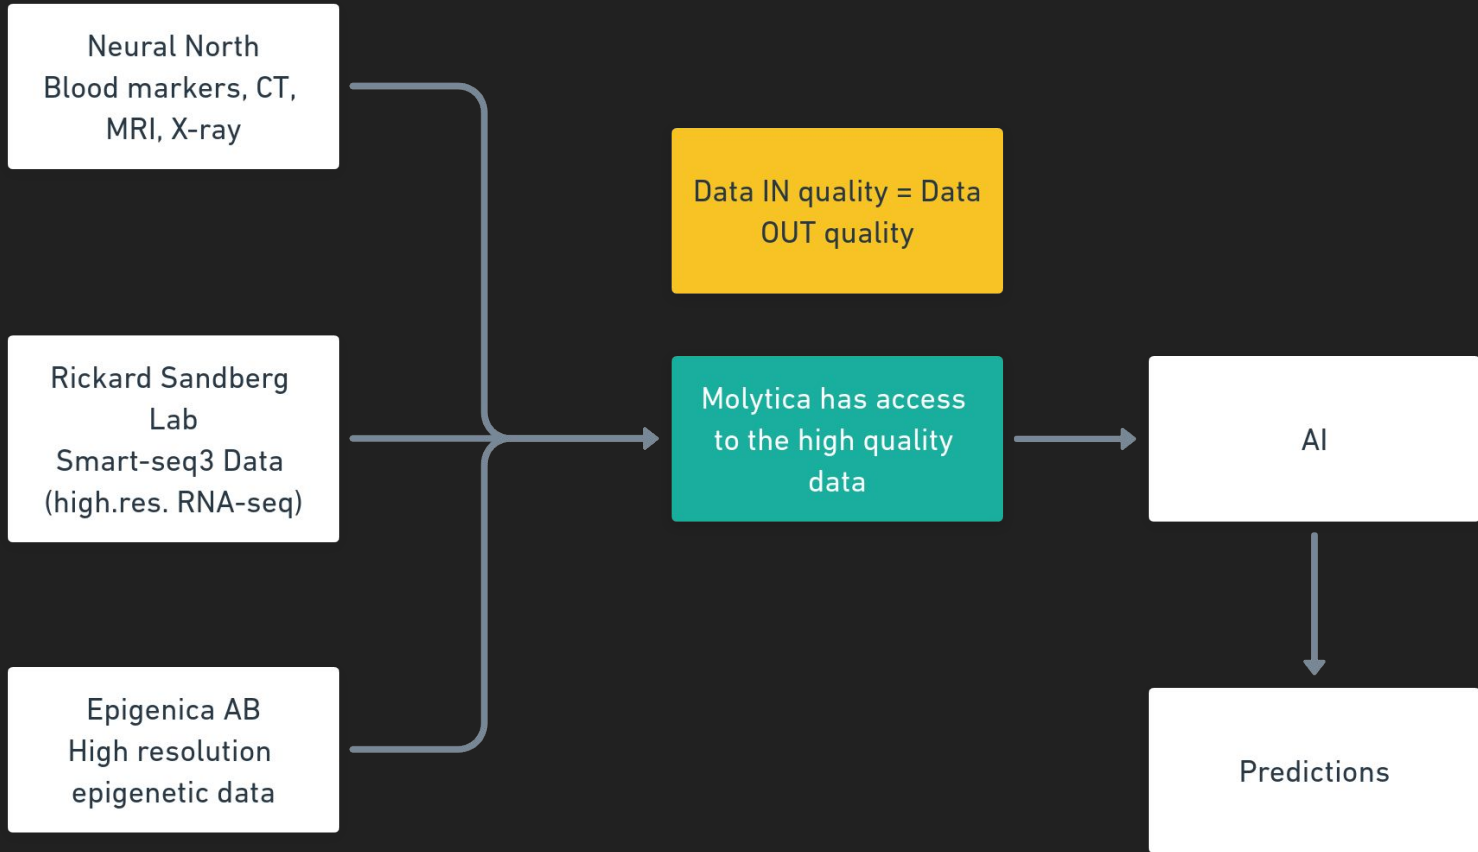 Neural North
Blood markers, CT,
MRI, X-ray
Data IN quality = Data
OUT quality
Rickard Sandberg
Lab
Smart-seq3 Data
(high.res. RNA-seq)
Molytica has access
to the high quality
data
AI
Epigenica AB
High resolution
epigenetic data
Predictions